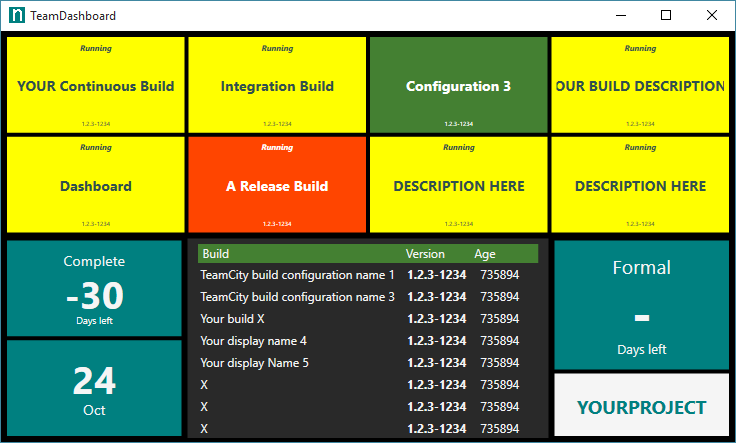 n TeamDashboard
Running
YOUR Continuous Build
1.2.3-1234
Running
Integration Build
1.2.3-1234
Configuration 3
1.2.3-1234
Running
OUR BUILD DESCRIPTION
1.2.3-1234
Running
Dashboard
1.2.3-1234
Running
A Release Build
1.2.3-1234
Running
DESCRIPTION HERE
1.2.3-1234
Running
DESCRIPTION HERE
1.2.3-1234
Complete
-30
Days left
24
Oct
Build Version Age
TeamCity build configuration name 1 1.2.3-1234 735894
TeamCity build configuration name 3 1.2.3-1234 735894
Your build X 1.2.3-1234 735894
Your display name 4 1.2.3-1234 735894
Your display Name 5 1.2.3-1234 735894
X 1.2.3-1234 735894
X 1.2.3-1234 735894
X 1.2.3-1234 735894
Formal
-
Days left
YOURPROJECT